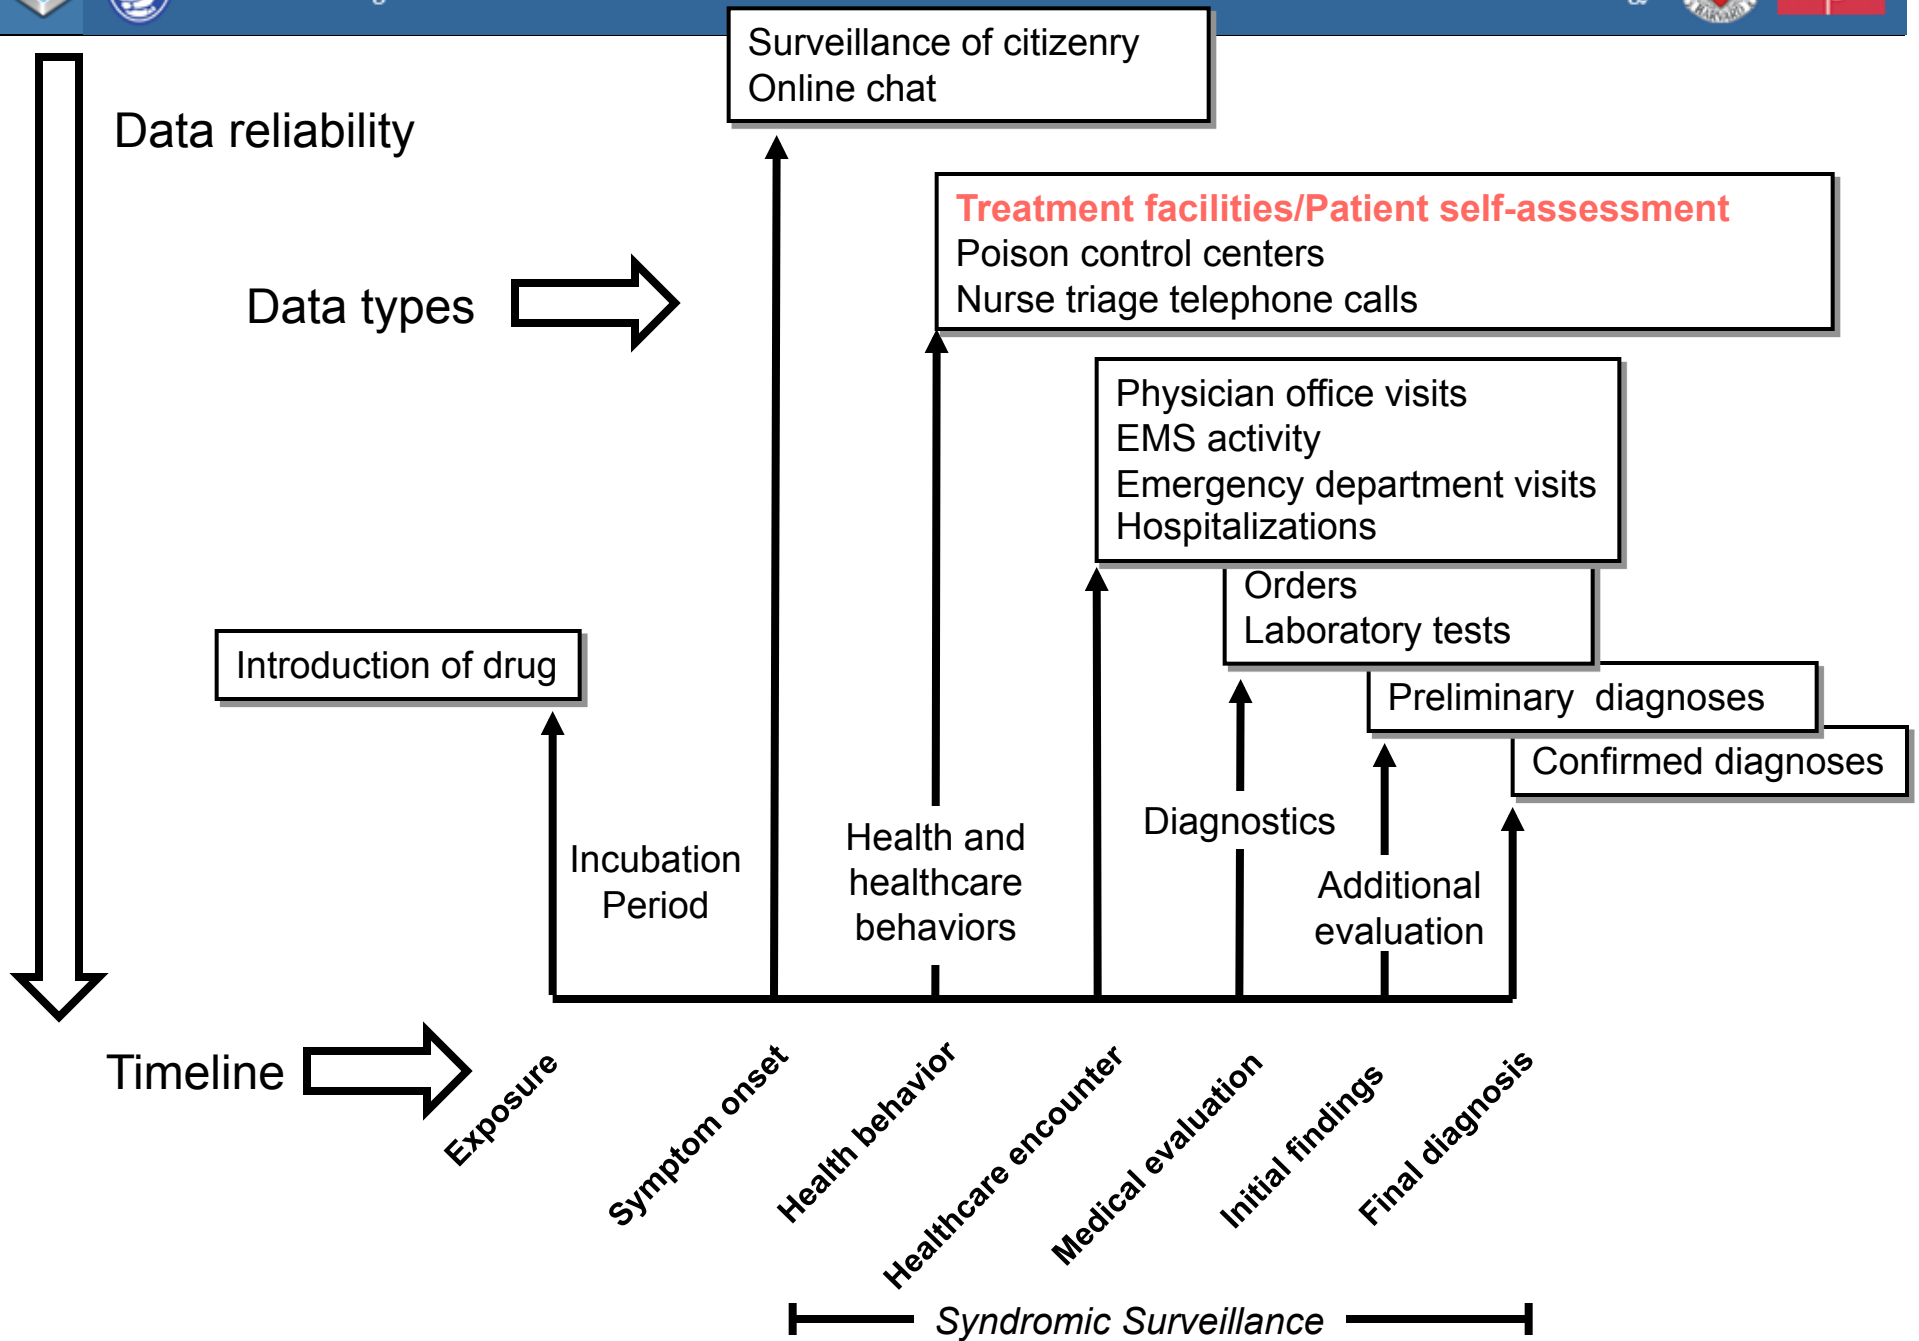 Surveillance of citizenry
Online chat
Data reliability
Treatment facilities/Patient self-assessment
Poison control centers
Nurse triage telephone calls
Data types
Physician office visits
EMS activity
Emergency department visits
Hospitalizations
Orders
Laboratory tests
Introduction of drug
Preliminary diagnoses
Confirmed diagnoses
Diagnostics
Health and
healthcare
behaviors
Incubation
Period
Additional
evaluation
Timeline
Exposure
Symptom onset
Health behavior
Healthcare encounter
Medical evaluation
Initial findings
Final diagnosis
Syndromic Surveillance